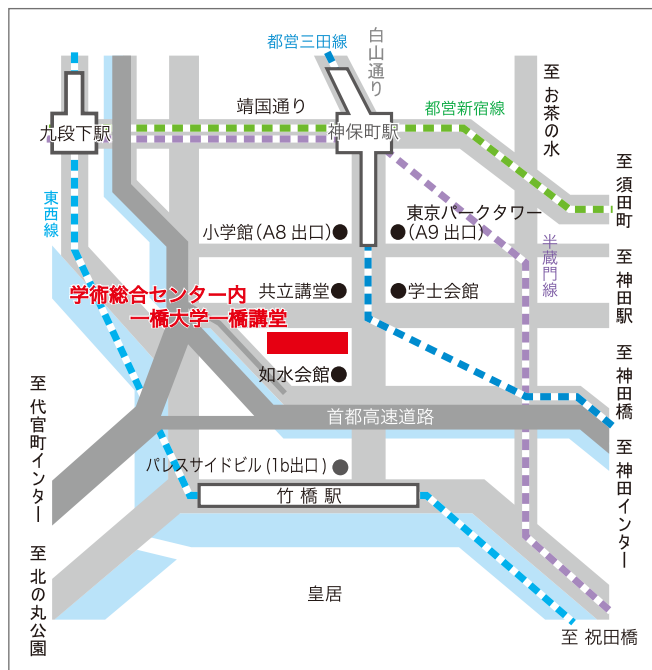 都営三田線
白山通り
靖国通り
都営新宿線
至 お茶の水
九段下駅
神保町駅
至 須田町
東西線
小学館(A8 出口)
東京パークタワー
(A9 出口)
半蔵門線
至 神田駅
学術総合センター内
一橋大学一橋講堂
共立講堂
学士会館
至 神田橋
如水会館
至 代官町インター
首都高速道路
至 神田インター
パレスサイドビル(1b出口)
竹橋駅
至 北の丸公園
皇居
至 祝田橋